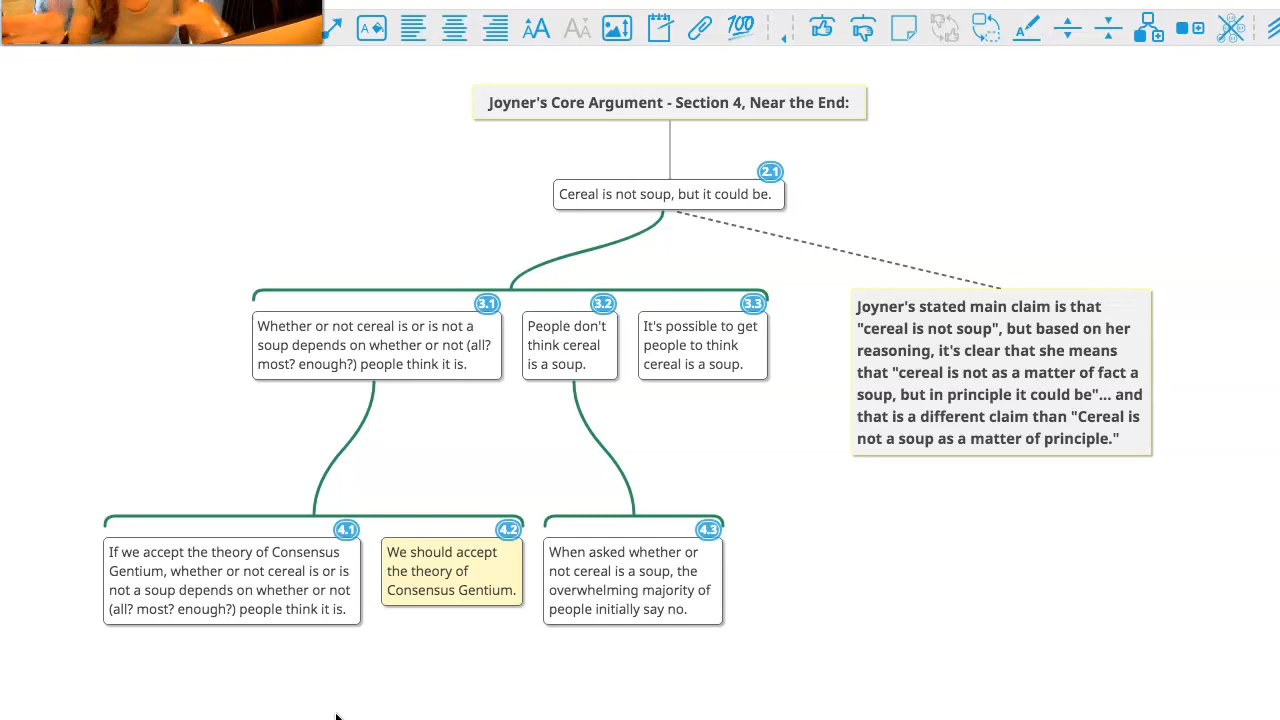 A
AA
AA
100
Joyner's Core Argument - Section 4, Near the End:
2.1
Cereal is not soup, but it could be.
3.1
Whether or not cereal is or is not a
soup depends on whether or not (all?
most? enough?) people think it is.
3.2
People don't
think cereal
is a soup.
3.3
It's possible to get
people to think
cereal is a soup.
Joyner's stated main claim is that
"cereal is not soup", but based on her
reasoning, it's clear that she means
that "cereal is not as a matter of fact a
soup, but in principle it could be"... and
that is a different claim than "Cereal is
not a soup as a matter of principle."
4.1
If we accept the theory of Consensus
Gentium, whether or not cereal is or is
not a soup depends on whether or not
(all? most? enough?) people think it is.
4.2
We should accept
the theory of
Consensus Gentium.
4.3
When asked whether or
not cereal is a soup, the
overwhelming majority of
people initially say no.